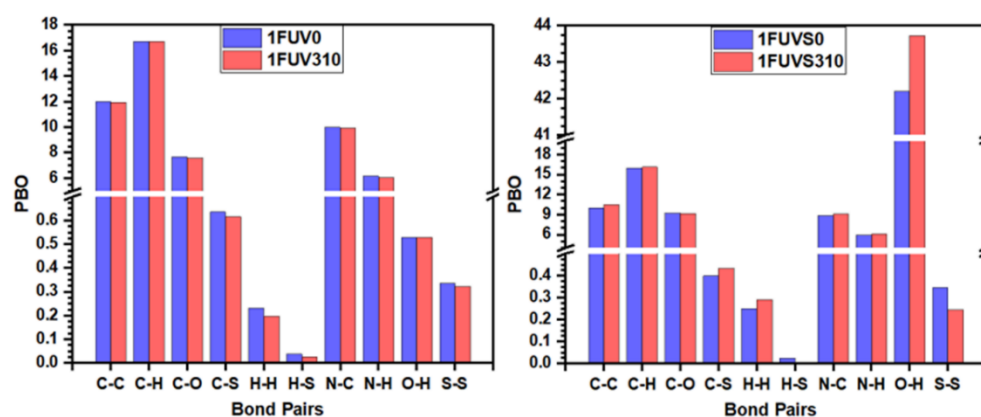 18
16
14
12
10
8
6
0.6
0.5
0.4
0.3
0.2
0.1
0.0
PBO
1FUV0
1FUV310
C-C C-H C-O C-S H-H H-S N-C N-H O-H S-S
Bond Pairs
44
43
42
41
18
15
12
9
6
0.4
0.3
0.2
0.1
0.0
PBO
1FUVS0
1FUVS310
C-C C-H C-O C-S H-H H-S N-C N-H O-H S-S
Bond Pairs